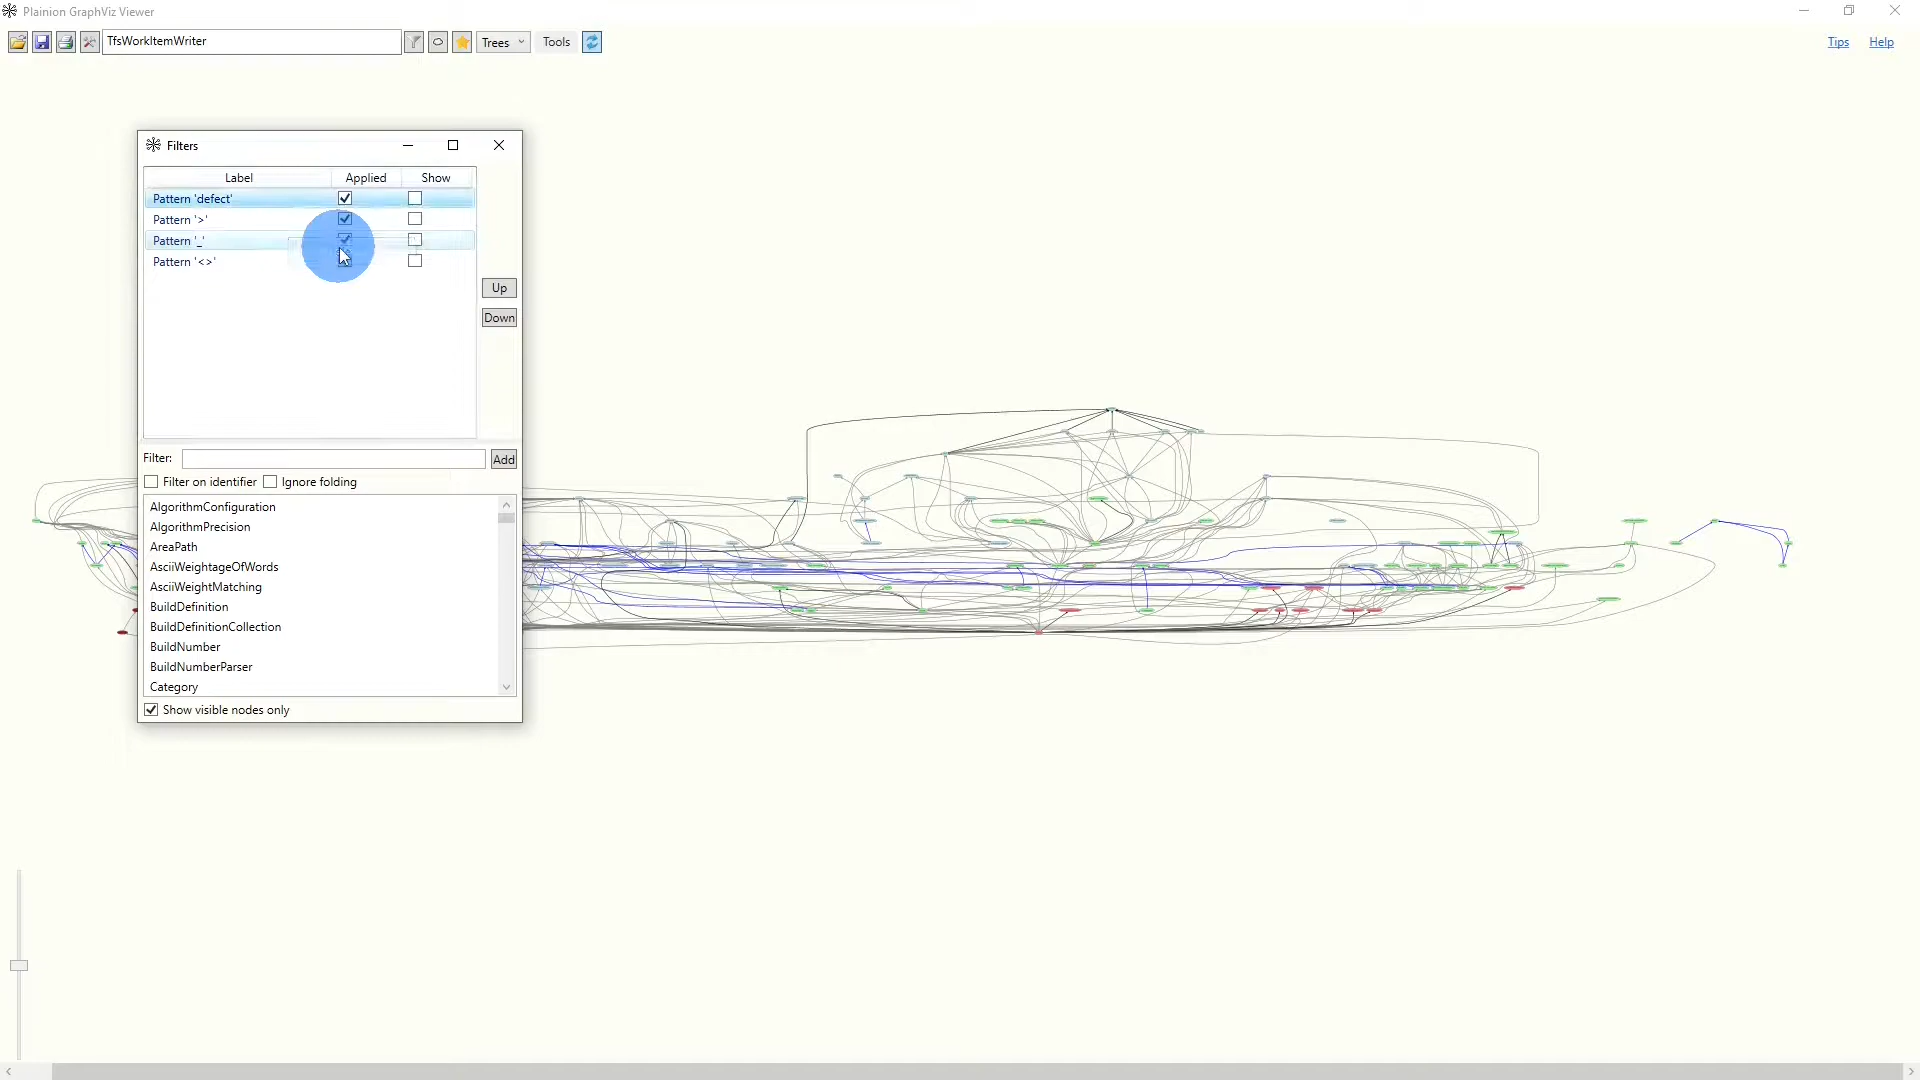 Plainion GraphViz Viewer
TfsWorkItemWriter
Trees
Tools
Tips
Help
Filters
Label
Applied
Show
Pattern 'defect'
Pattern '>'
Pattern '_'
Pattern '<>'
Up
Down
Filter:
Add
Filter on identifier
Ignore folding
AlgorithmConfiguration
AlgorithmPrecision
AreaPath
AsciiWeightageOfWords
AsciiWeightMatching
BuildDefinition
BuildDefinitionCollection
BuildNumber
BuildNumberParser
Category
Show visible nodes only